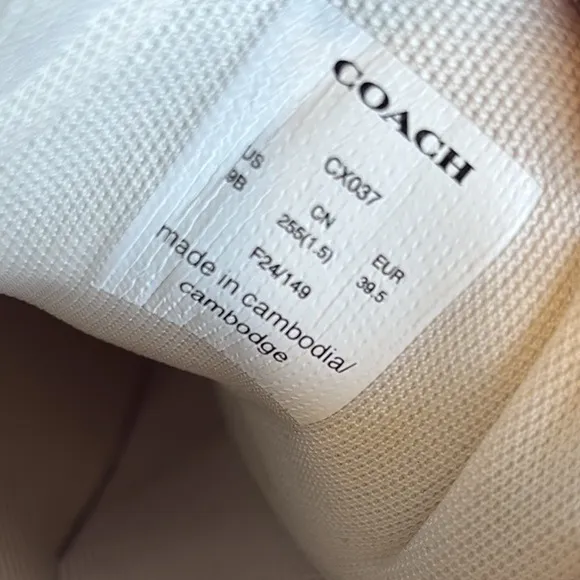 COACH
CX037
US CN EUR
9B 255(1.5) 39.5
F24/149
made in cambodia/
cambodge